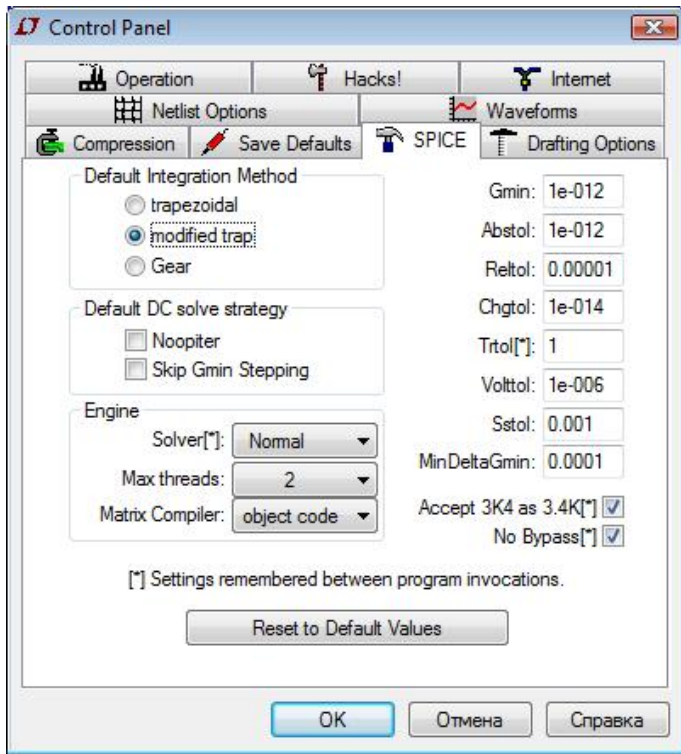 Control Panel
Operation
Hacks!
Internet
Netlist Options
Waveforms
Compression
Save Defaults
SPICE
Drafting Options
Default Integration Method
trapezoidal
modified trap
Gear
Default DC solve strategy
Noopiter
Skip Gmin Stepping
Engine
Solver[*]: Normal
Max threads: 2
Matrix Compiler: object code
Gmin: 1e-012
Abstol: 1e-012
Reltol: 0.00001
Chgtol: 1e-014
Trtol[*]: 1
Volttol: 1e-006
Sstol: 0.001
MinDeltaGmin: 0.0001
Accept 3K4 as 3.4K[*]
No Bypass[*]
[*] Settings remembered between program invocations.
Reset to Default Values
OK
Отмена
Справка